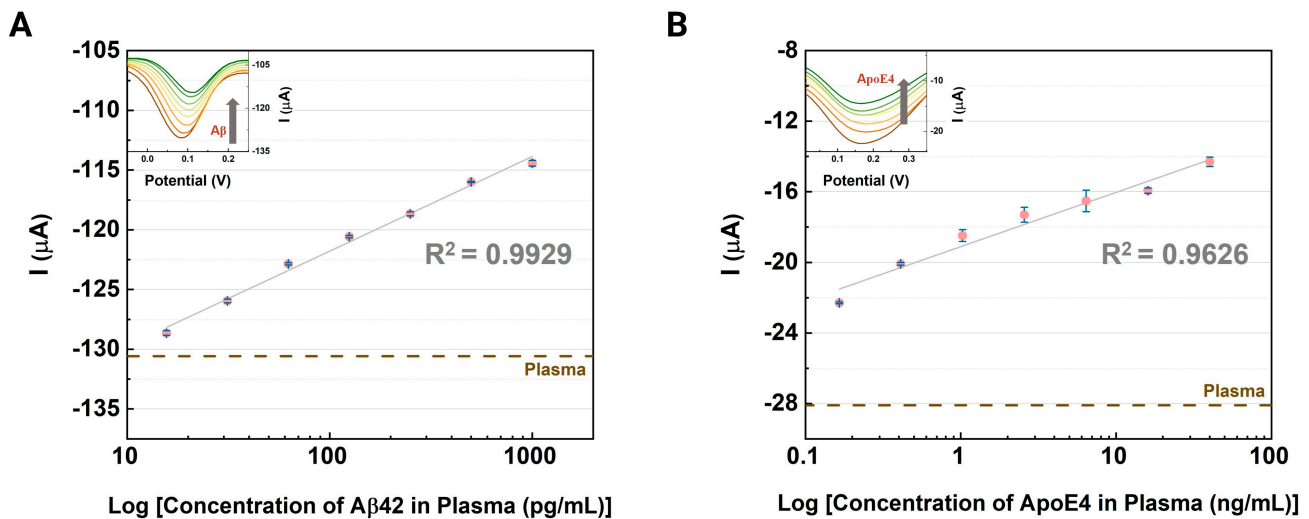 A
I (μA)
-105
-110
-115
-120
-125
-130
-135
10
100
1000
Log [Concentration of Aβ42 in Plasma (pg/mL)]
R² = 0.9929
Plasma
Aβ
-105
-120
-135
I (μA)
0.0
0.1
0.2
Potential (V)
B
I (μA)
-8
-12
-16
-20
-24
-28
0.1
1
10
100
Log [Concentration of ApoE4 in Plasma (ng/mL)]
R² = 0.9626
Plasma
ApoE4
-10
-20
I (μA)
0.1
0.2
0.3
Potential (V)